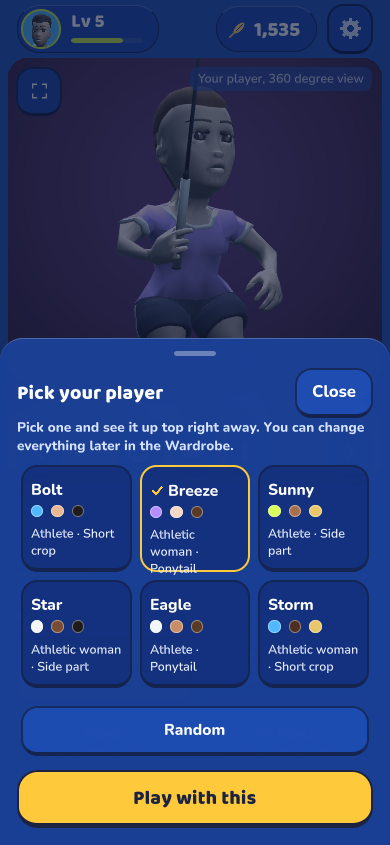 Lv 5
1,535
Your player, 360 degree view
Pick your player
Close
Pick one and see it up top right away. You can change
everything later in the Wardrobe.
Bolt
Athlete · Short
crop
Breeze
Athletic
woman ·
Ponytail
Sunny
Athlete · Side
part
Star
Athletic woman
· Side part
Eagle
Athlete ·
Ponytail
Storm
Athletic woman
· Short crop
Random
Play with this